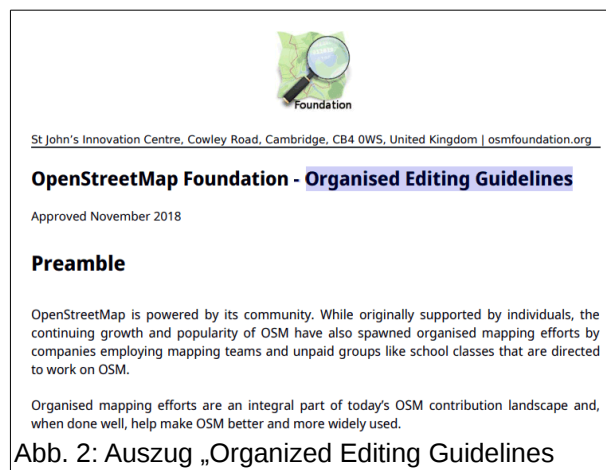 Foundation
St John's Innovation Centre, Cowley Road, Cambridge, CB4 0WS, United Kingdom | osmfoundation.org
OpenStreetMap Foundation - Organised Editing Guidelines
Approved November 2018
Preamble
OpenStreetMap is powered by its community. While originally supported by individuals, the
continuing growth and popularity of OSM have also spawned organised mapping efforts by
companies employing mapping teams and unpaid groups like school classes that are directed
to work on OSM.
Organised mapping efforts are an integral part of today's OSM contribution landscape and,
when done well, help make OSM better and more widely used.
Abb. 2: Auszug „Organized Editing Guidelines